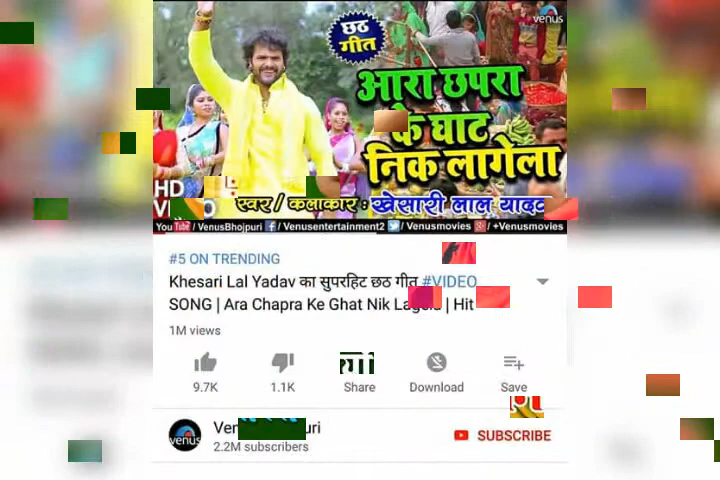 venus
छठ
गीत
आरा छपरा
के घाट
निक लागेला
HD
स्वर / कलाकार : खेसारी लाल यादव
YouTube / VenusBhojpuri f / Venusentertainment2 / Venusmovies g+ / +Venusmovies
#5 ON TRENDING
Khesari Lal Yadav का सुपरहिट छठ गीत #VIDEO
SONG | Ara Chapra Ke Ghat Nik | Hit
1M views
9.7K 1.1K Share Download Save
venus
SUBSCRIBE
2.2M subscribers